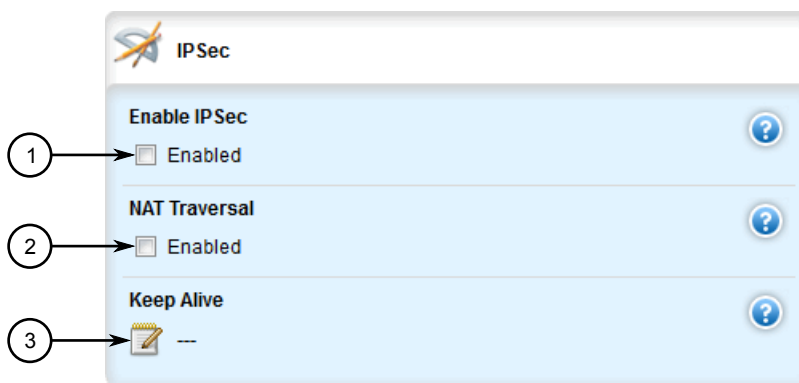 IPSec
Enable IPSec
?
1
Enabled
NAT Traversal
?
2
Enabled
Keep Alive
?
3
---